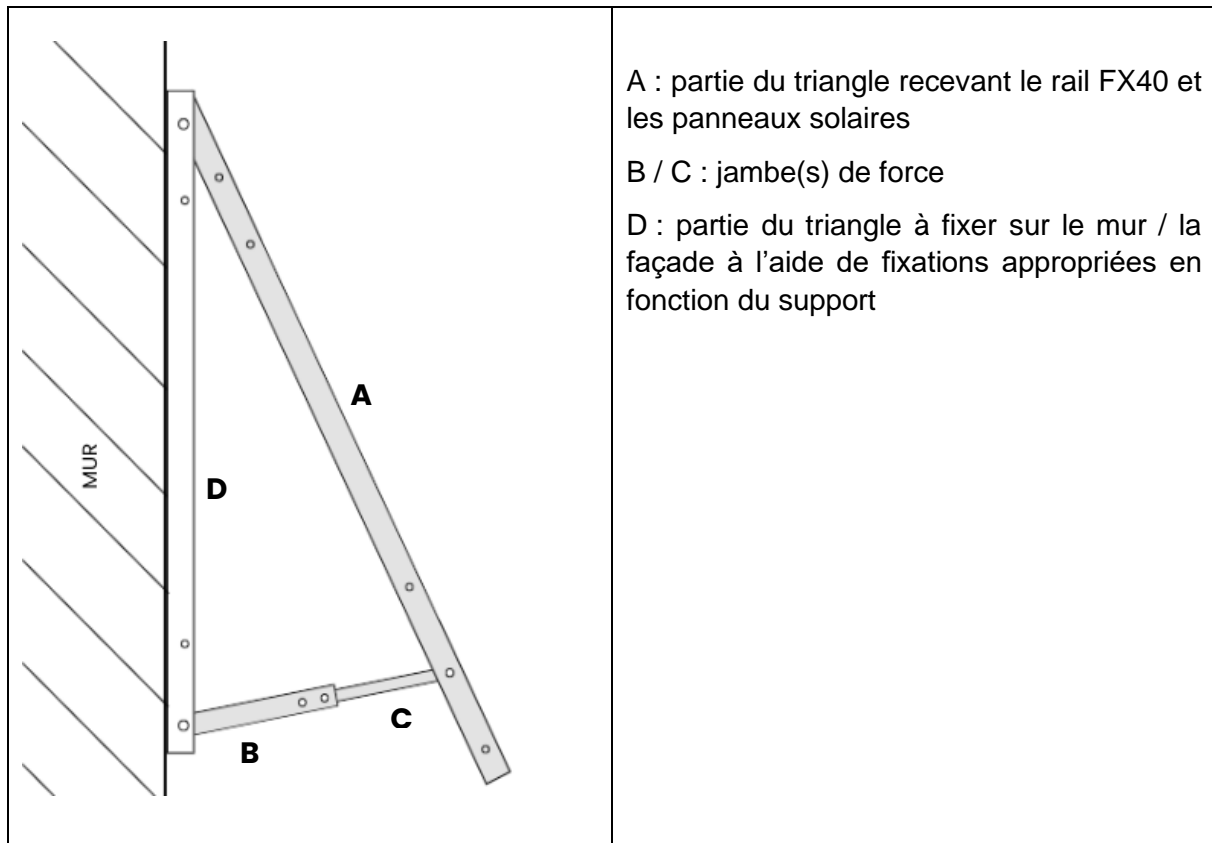 MUR
A
D
B
C
A : partie du triangle recevant le rail FX40 et
les panneaux solaires
B / C : jambe(s) de force
D : partie du triangle à fixer sur le mur / la
façade à l’aide de fixations appropriées en
fonction du support